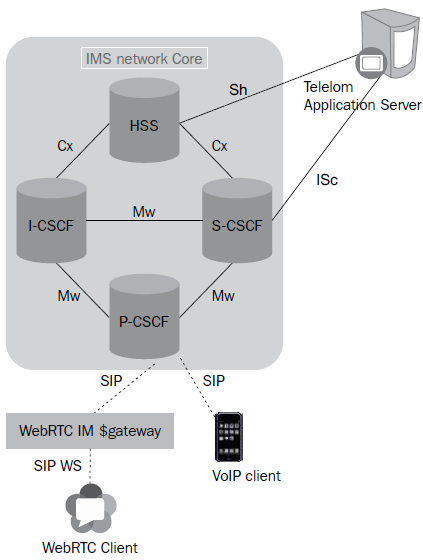 IMS network Core
HSS
Sh
Telelom
Application Server
Cx
Cx
ISc
I-CSCF
Mw
S-CSCF
Mw
Mw
P-CSCF
SIP
SIP
WebRTC IM $gateway
SIP WS
VoIP client
WebRTC Client